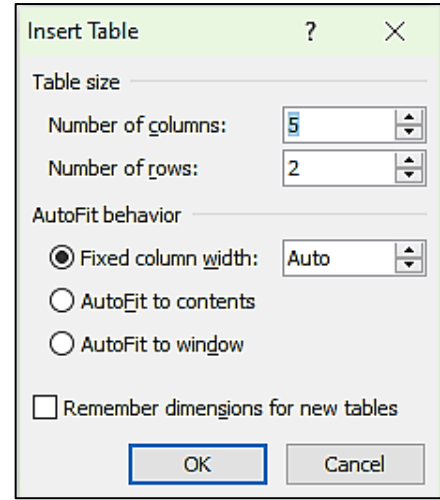 Insert Table ?
Table size
Number of columns: 5
Number of rows: 2
AutoFit behavior
Fixed column width: Auto
AutoFit to contents
AutoFit to window
Remember dimensions for new tables
OK Cancel